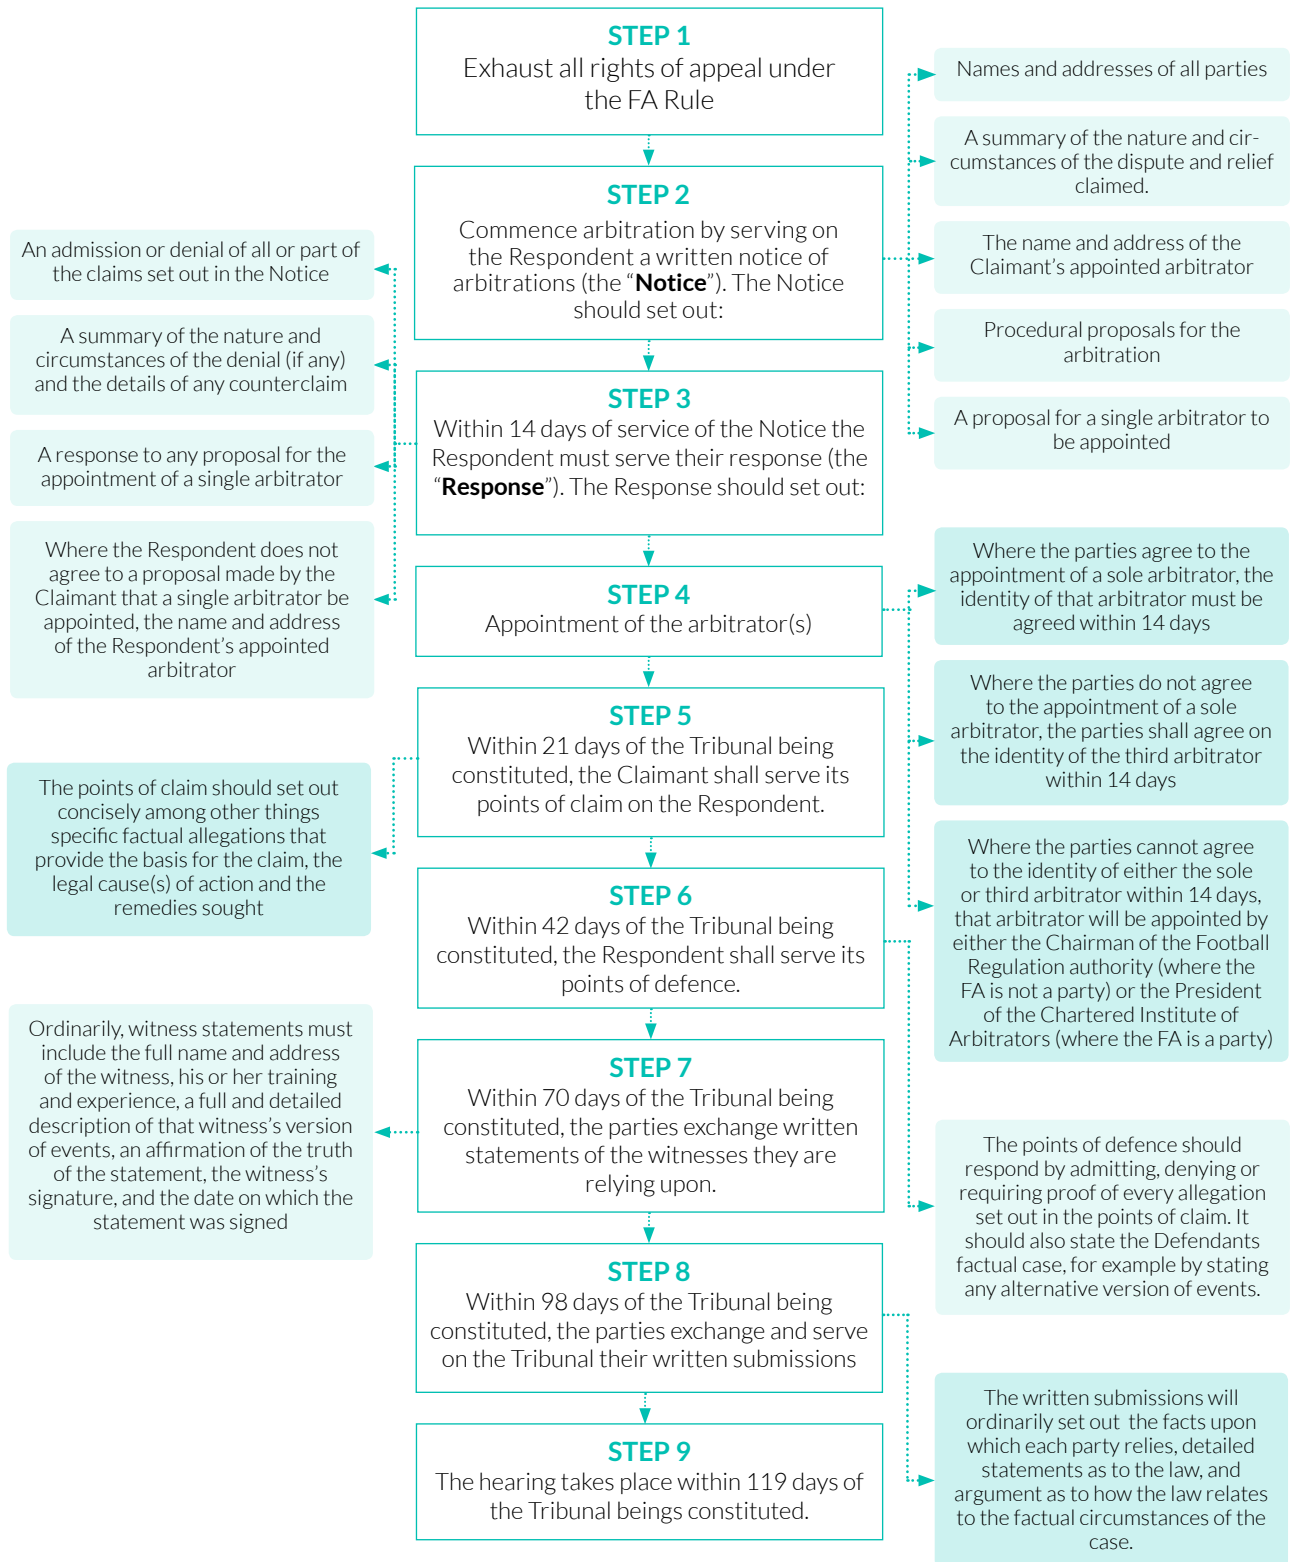 STEP 1
Exhaust all rights of appeal under
the FA Rule
STEP 2
Commence arbitration by serving on
the Respondent a written notice of
arbitrations (the “Notice”). The Notice
should set out:
Names and addresses of all parties
A summary of the nature and cir-
cumstances of the dispute and relief
claimed.
The name and address of the
Claimant’s appointed arbitrator
Procedural proposals for the
arbitration
A proposal for a single arbitrator to
be appointed
STEP 3
Within 14 days of service of the Notice the
Respondent must serve their response (the
“Response”). The Response should set out:
An admission or denial of all or part of
the claims set out in the Notice
A summary of the nature and
circumstances of the denial (if any)
and the details of any counterclaim
A response to any proposal for the
appointment of a single arbitrator
Where the Respondent does not
agree to a proposal made by the
Claimant that a single arbitrator be
appointed, the name and address
of the Respondent’s appointed
arbitrator
STEP 4
Appointment of the arbitrator(s)
Where the parties agree to the
appointment of a sole arbitrator, the
identity of that arbitrator must be
agreed within 14 days
Where the parties do not agree
to the appointment of a sole
arbitrator, the parties shall agree on
the identity of the third arbitrator
within 14 days
Where the parties cannot agree
to the identity of either the sole
or third arbitrator within 14 days,
that arbitrator will be appointed by
either the Chairman of the Football
Regulation authority (where the
FA is not a party) or the President
of the Chartered Institute of
Arbitrators (where the FA is a party)
STEP 5
Within 21 days of the Tribunal being
constituted, the Claimant shall serve its
points of claim on the Respondent.
The points of claim should set out
concisely among other things
specific factual allegations that
provide the basis for the claim, the
legal cause(s) of action and the
remedies sought
STEP 6
Within 42 days of the Tribunal being
constituted, the Respondent shall serve its
points of defence.
The points of defence should
respond by admitting, denying or
requiring proof of every allegation
set out in the points of claim. It
should also state the Defendants
factual case, for example by stating
any alternative version of events.
STEP 7
Within 70 days of the Tribunal being
constituted, the parties exchange written
statements of the witnesses they are
relying upon.
Ordinarily, witness statements must
include the full name and address
of the witness, his or her training
and experience, a full and detailed
description of that witness’s version
of events, an affirmation of the truth
of the statement, the witness’s
signature, and the date on which the
statement was signed
STEP 8
Within 98 days of the Tribunal being
constituted, the parties exchange and serve
on the Tribunal their written submissions
The written submissions will
ordinarily set out the facts upon
which each party relies, detailed
statements as to the law, and
argument as to how the law relates
to the factual circumstances of the
case.
STEP 9
The hearing takes place within 119 days of
the Tribunal beings constituted.